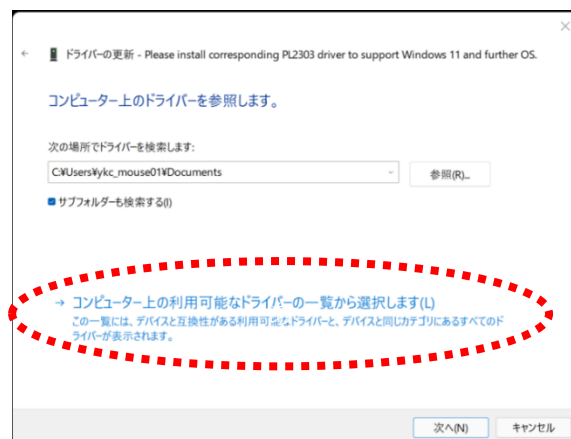 ドライバーの更新 - Please install corresponding PL2303 driver to support Windows 11 and further OS.
コンピューター上のドライバーを参照します。
次の場所でドライバーを検索します:
C:¥Users¥ykc_mouse01¥Documents
参照(R)...
サブフォルダーも検索する(I)
→ コンピューター上の利用可能なドライバーの一覧から選択します(L)
この一覧には、デバイスと互換性がある利用可能なドライバーと、デバイスと同じカテゴリにあるすべてのド
ライバーが表示されます。
次へ(N)
キャンセル